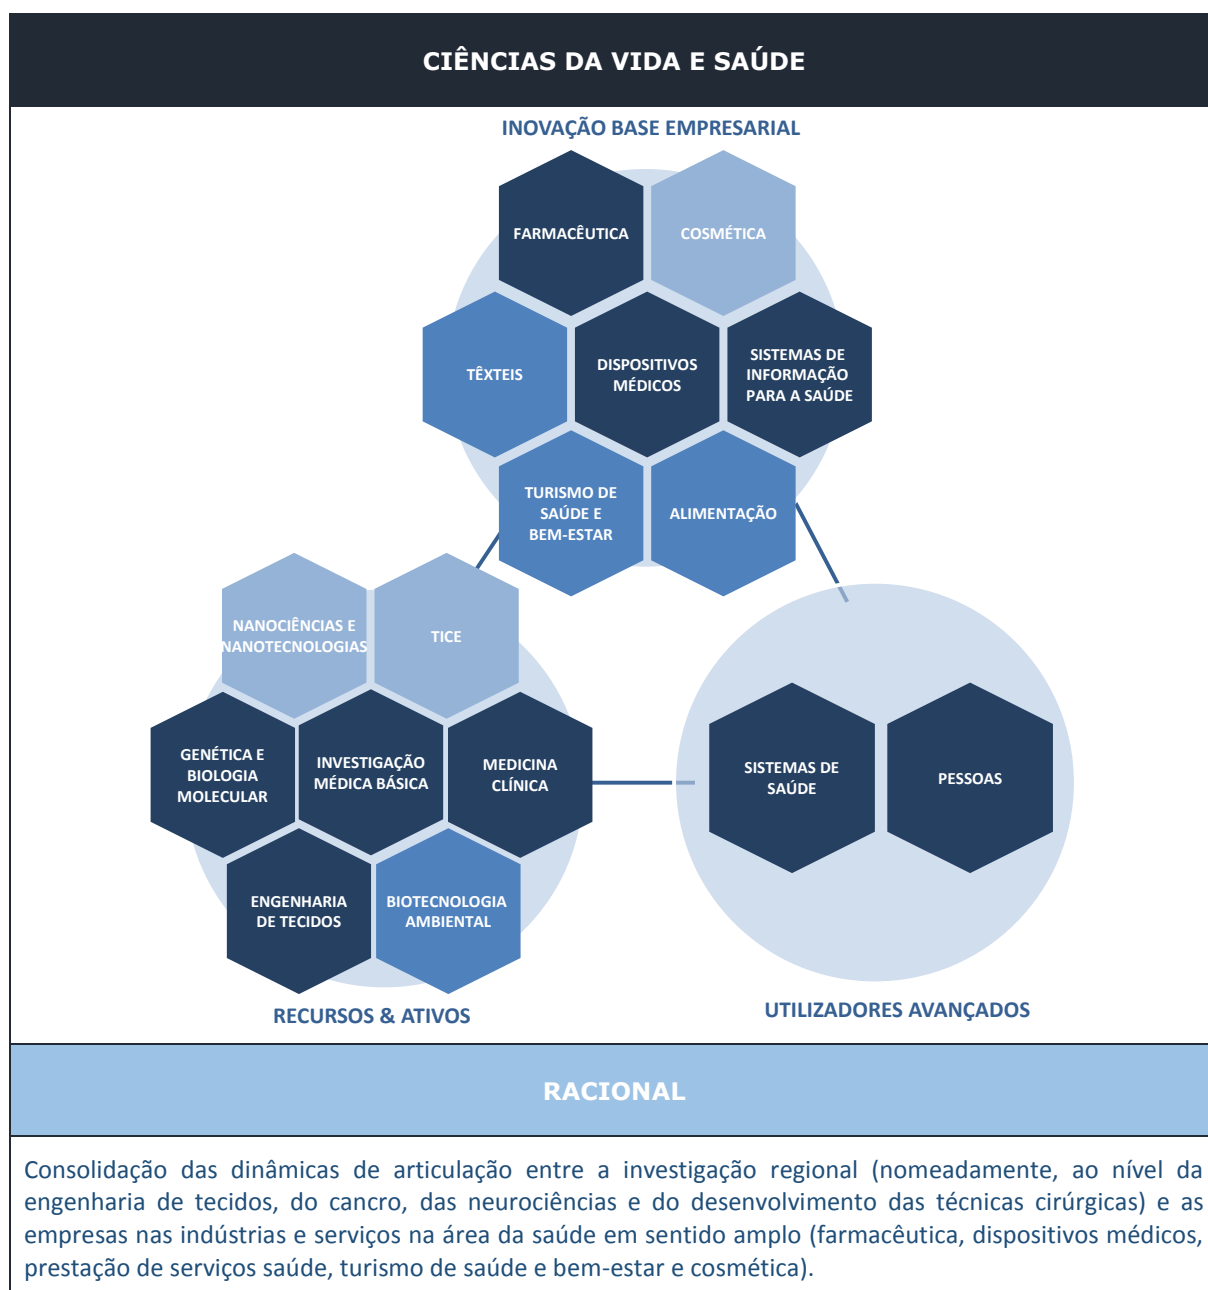 CIÊNCIAS DA VIDA E SAÚDE
INOVAÇÃO BASE EMPRESARIAL
FARMACÊUTICA
COSMÉTICA
TÊXTEIS
DISPOSITIVOS
MÉDICOS
SISTEMAS DE
INFORMAÇÃO
PARA A SAÚDE
TURISMO DE
SAÚDE E
BEM-ESTAR
ALIMENTAÇÃO
NANOCIÊNCIAS E
NANOTECNOLOGIAS
TICE
GENÉTICA E
BIOLOGIA
MOLECULAR
INVESTIGAÇÃO
MÉDICA BÁSICA
MEDICINA
CLÍNICA
ENGENHARIA
DE TECIDOS
BIOTECNOLOGIA
AMBIENTAL
RECURSOS & ATIVOS
SISTEMAS DE
SAÚDE
PESSOAS
UTILIZADORES AVANÇADOS
RACIONAL
Consolidação das dinâmicas de articulação entre a investigação regional (nomeadamente, ao nível da
engenharia de tecidos, do cancro, das neurociências e do desenvolvimento das técnicas cirúrgicas) e as
empresas nas indústrias e serviços na área da saúde em sentido amplo (farmacêutica, dispositivos médicos,
prestação de serviços saúde, turismo de saúde e bem-estar e cosmética).